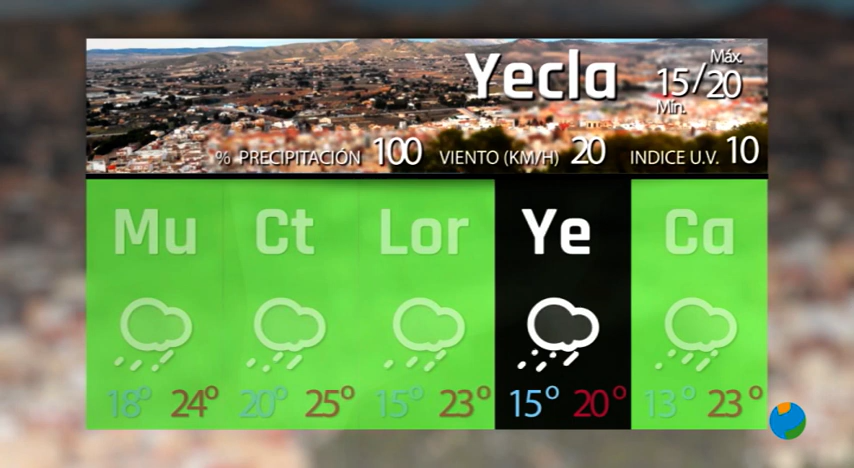 Yecla
Máx.
15/20
Mín.
% PRECIPITACIÓN 100 VIENTO (KM/H) 20 INDICE U.V. 10
Mu Ct Lor Ye Ca
18° 24° 20° 25° 15° 23° 15° 20° 13° 23°